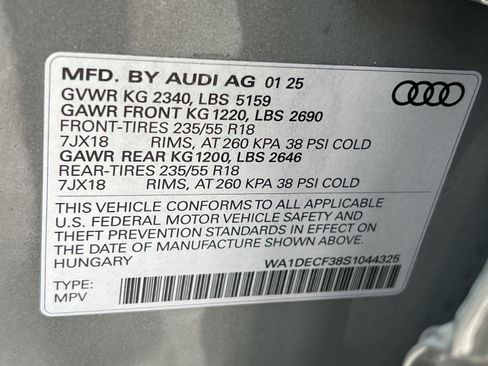 MFD. BY AUDI AG 01 25
GVWR KG 2340, LBS 5159
GAWR FRONT KG 1220, LBS 2690
FRONT-TIRES 235/55 R18
7JX18 RIMS, AT 260 KPA 38 PSI COLD
GAWR REAR KG 1200, LBS 2646
REAR-TIRES 235/55 R18
7JX18 RIMS, AT 260 KPA 38 PSI COLD
THIS VEHICLE CONFORMS TO ALL APPLICABLE
U.S. FEDERAL MOTOR VEHICLE SAFETY AND
THEFT PREVENTION STANDARDS IN EFFECT ON
THE DATE OF MANUFACTURE SHOWN ABOVE.
HUNGARY WA1DECF38S1044325
TYPE:
MPV